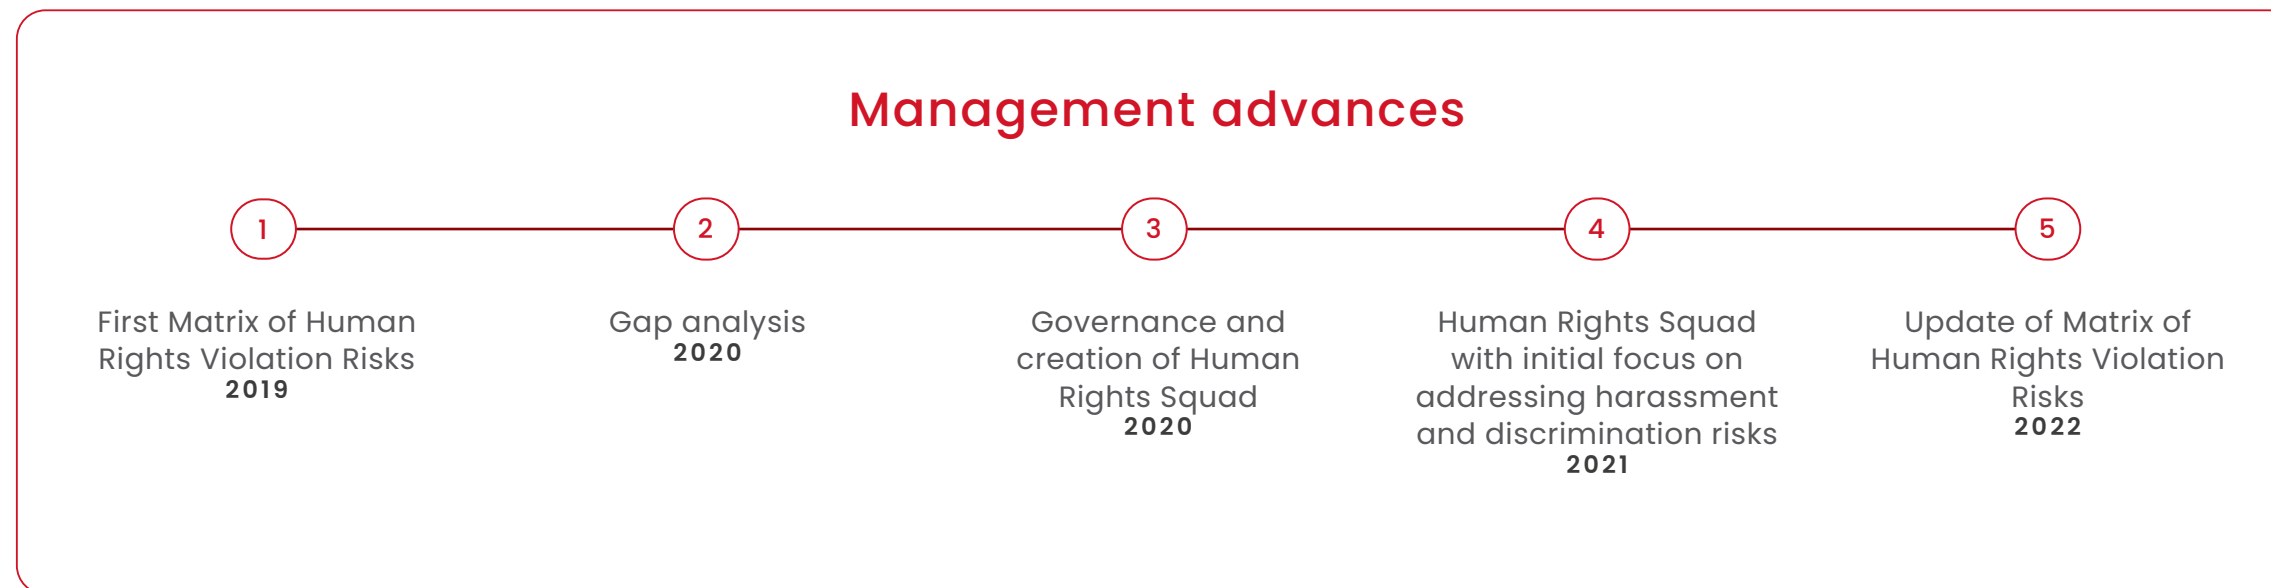 Management advances
1
2
3
4
5
First Matrix of Human
Rights Violation Risks
2019
Gap analysis
2020
Governance and
creation of Human
Rights Squad
2020
Human Rights Squad
with initial focus on
addressing harassment
and discrimination risks
2021
Update of Matrix of
Human Rights Violation
Risks
2022